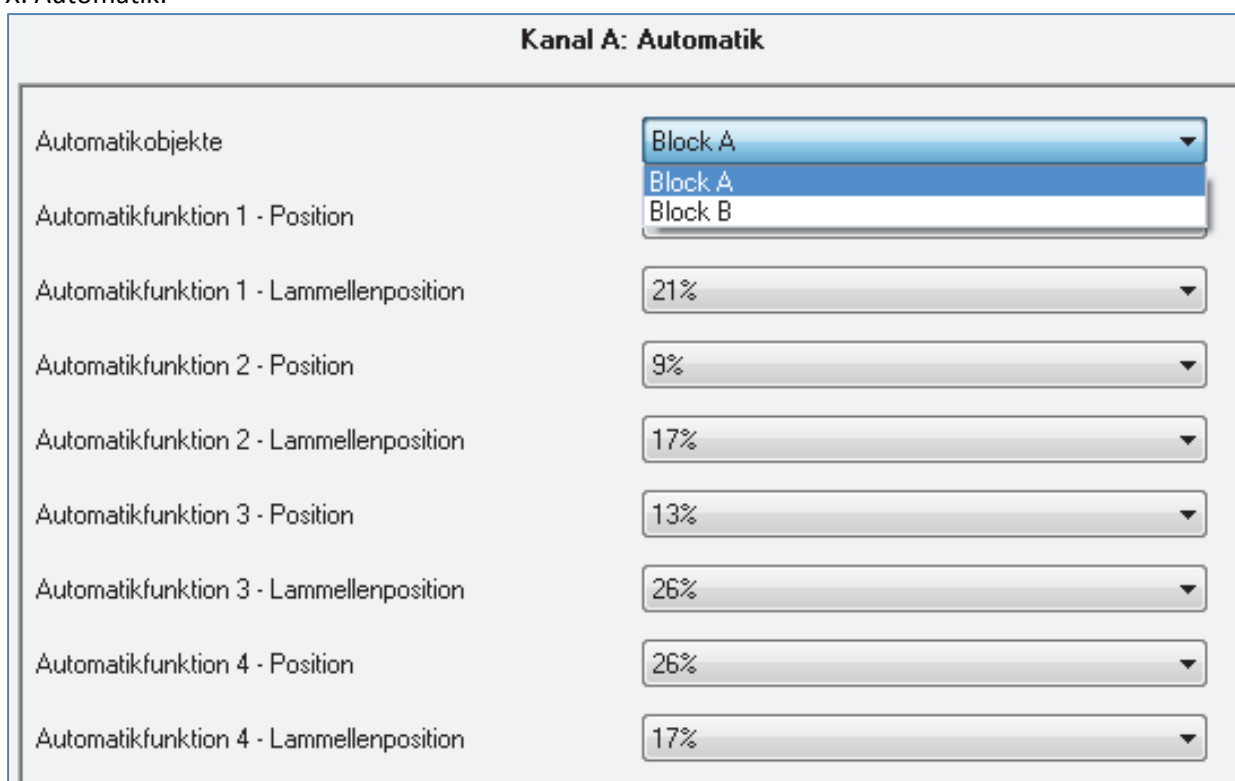 X: Automatik:
Kanal A: Automatik
Automatikobjekte Block A
Block A
Block B
Automatikfunktion 1 - Position
Automatikfunktion 1 - Lammellenposition 21%
Automatikfunktion 2 - Position 9%
Automatikfunktion 2 - Lammellenposition 17%
Automatikfunktion 3 - Position 13%
Automatikfunktion 3 - Lammellenposition 26%
Automatikfunktion 4 - Position 26%
Automatikfunktion 4 - Lammellenposition 17%